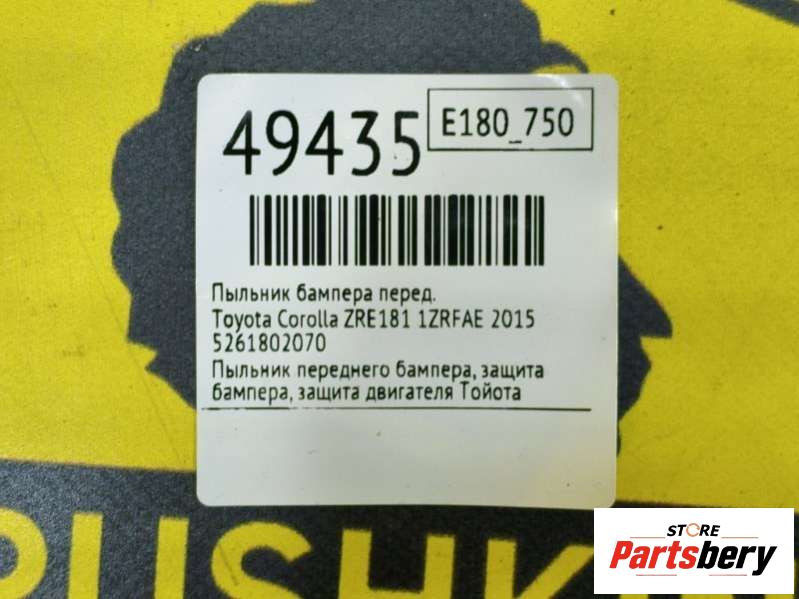 49435
E180_750
Пыльник бампера перед.
Toyota Corolla ZRE181 1ZRFAE 2015
5261802070
Пыльник переднего бампера, защита
бампера, защита двигателя Тойота
STORE
Partsbery